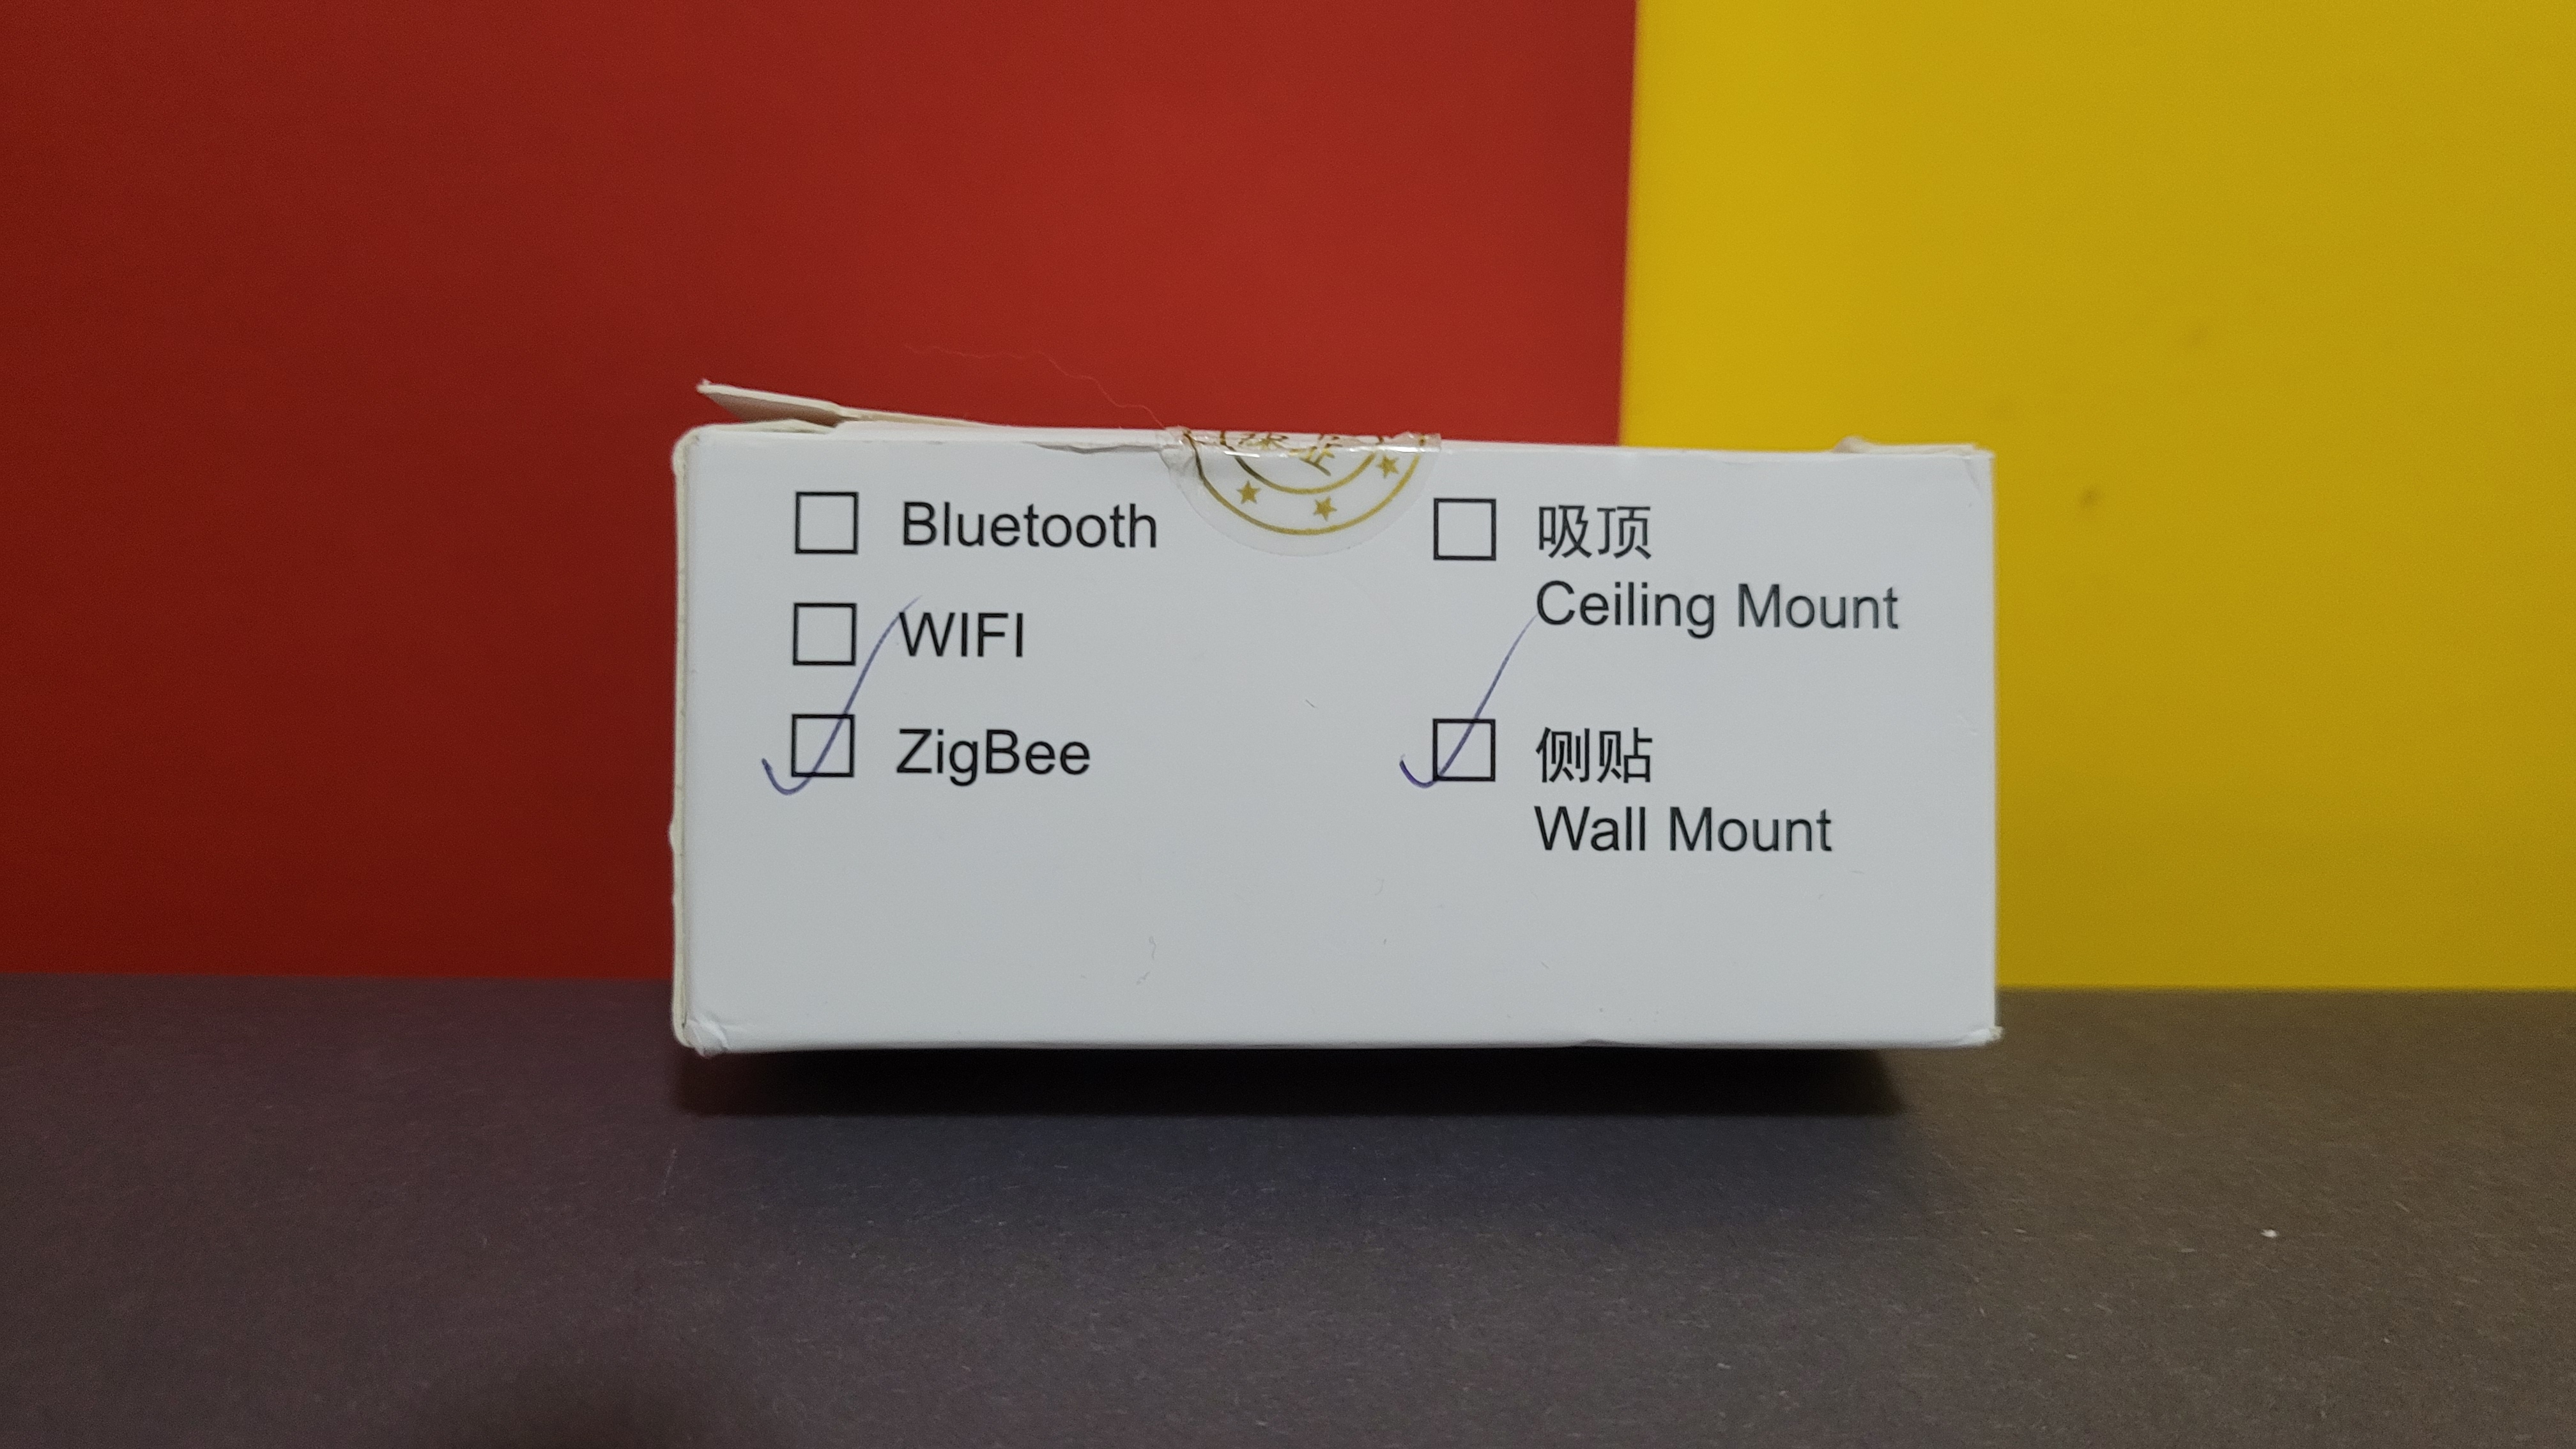 Bluetooth
WIFI
ZigBee
吸顶
Ceiling Mount
侧贴
Wall Mount